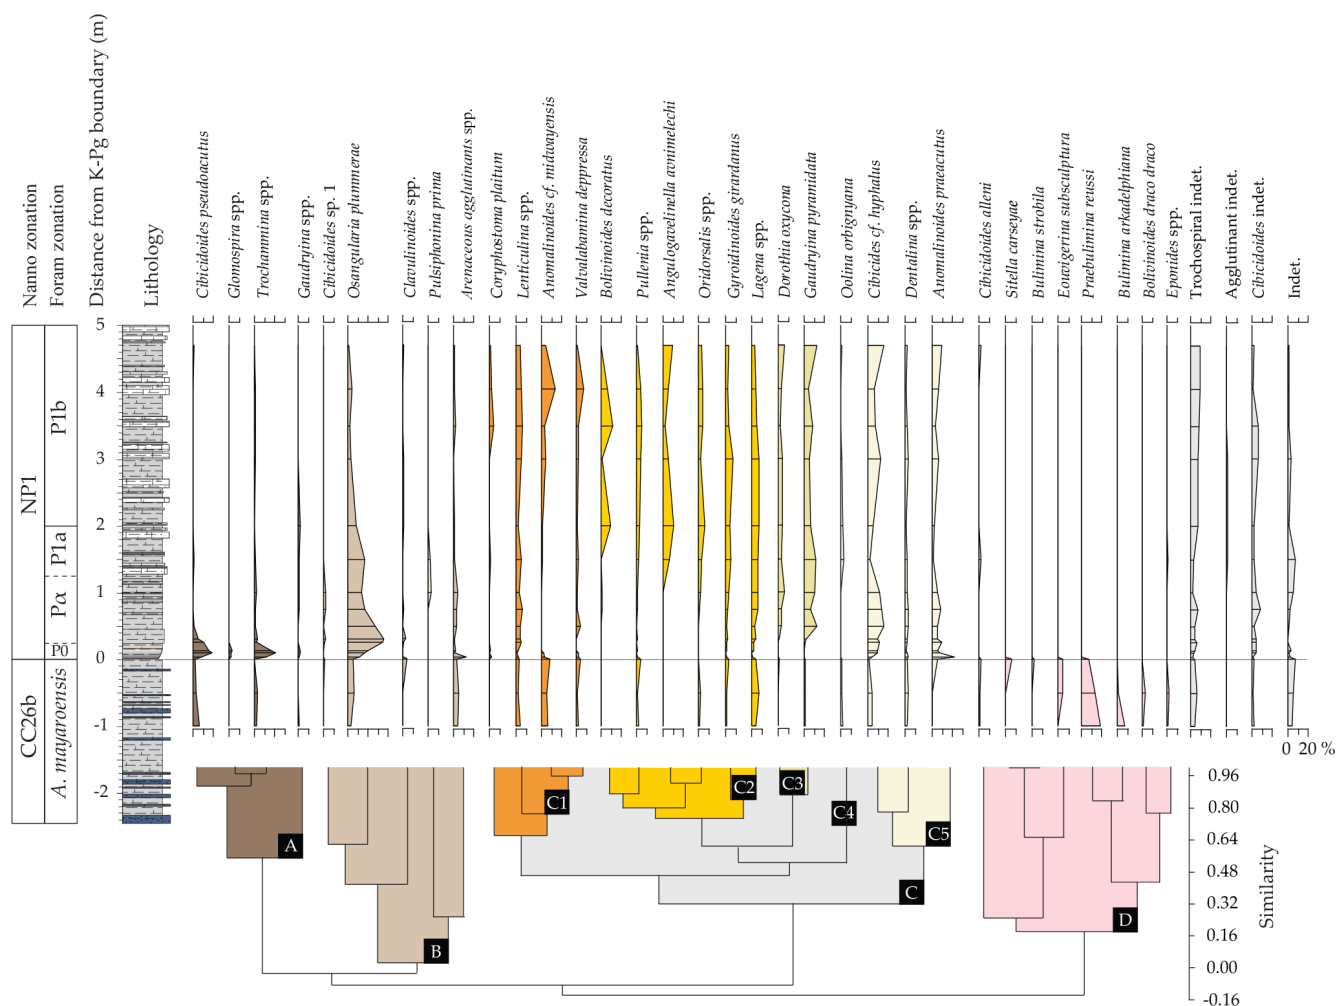 Nanno zonation
Foram zonation
Distance from K-Pg boundary (m)
Lithology
Cibicidoides pseudoacutus
Glomospira spp.
Trochammina spp.
Gaudryina spp.
Cibicidoides sp. 1
Osangularia plummerae
Clavulinoides spp.
Pulsiphonina prima
Arenaceous agglutinants spp.
Coryphostoma plaitum
Lenticulina spp.
Anomalinoides cf. midwayensis
Valvalabamina depressa
Bolivinoides decoratus
Pullenia spp.
Angulogavelinella avnimelechi
Oridorsalis spp.
Gyroidinoides girardanus
Lagena spp.
Dorothia oxycona
Gaudryina pyramidata
Oolina orbignyana
Cibicides cf. hyphalus
Dentalina spp.
Anomalinoides praeacutus
Cibicidoides alleni
Sitella carseyae
Bulimina strobila
Eouvigerina subsculptura
Praebulimina reussi
Bulimina arkadelphiana
Bolivinoides draco draco
Eponides spp.
Trochospiral indet.
Agglutinant indet.
Cibicidoides indet.
Indet.
NP1
CC26b
P1b
P1a
Pα
P0
A. mayaroensis
5
4
3
2
1
0
-1
-2
0 20 %
A
B
C1
C2
C3
C4
C5
C
D
0.96
0.80
0.64
0.48
0.32
0.16
0.00
-0.16
Similarity